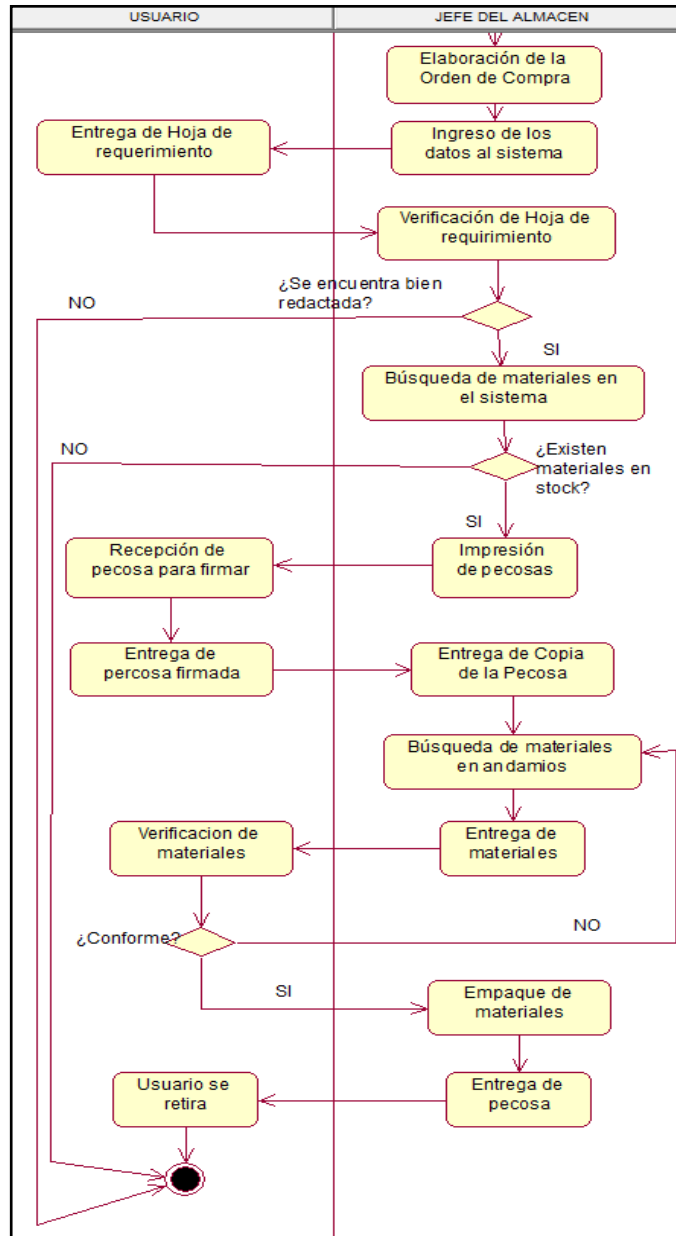 USUARIO
JEFE DEL ALMACEN
Elaboración de la
Orden de Compra
Ingreso de los
datos al sistema
Entrega de Hoja de
requerimiento
Verificación de Hoja de
requirimiento
¿Se encuentra bien
redactada?
NO
SI
Búsqueda de materiales en
el sistema
¿Existen
materiales en
stock?
NO
SI
Impresión
de pecosas
Recepción de
pecosa para firmar
Entrega de
percosa firmada
Entrega de Copia
de la Pecosa
Búsqueda de materiales
en andamios
Entrega de
materiales
Verificacion de
materiales
¿Conforme?
NO
SI
Empaque de
materiales
Entrega de
pecosa
Usuario se
retira